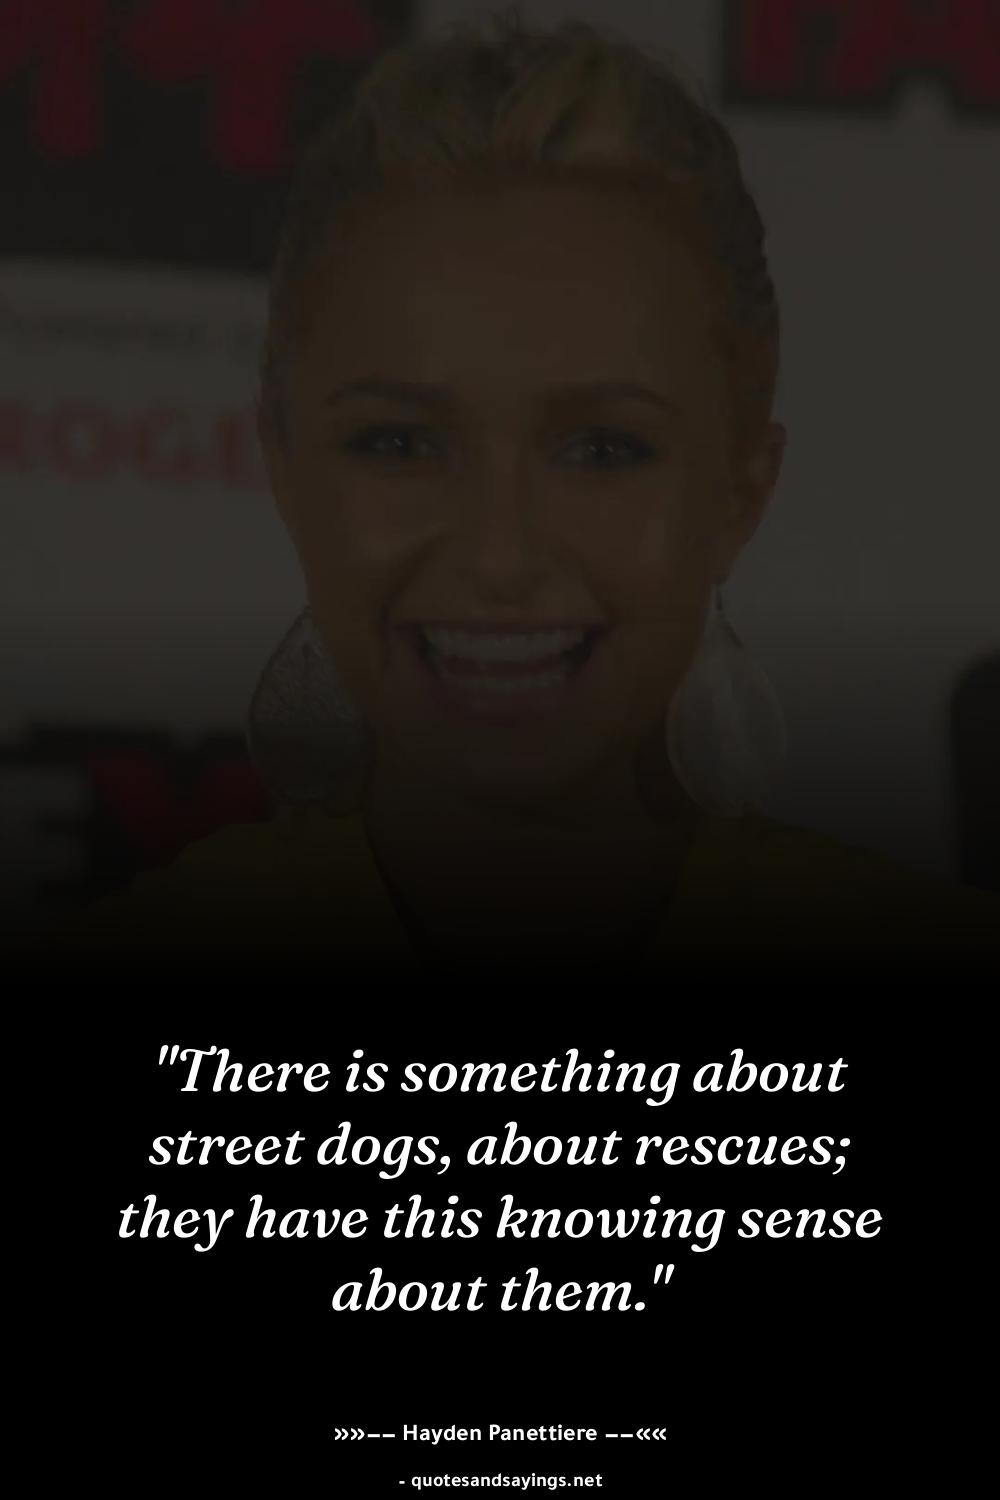 "There is something about
street dogs, about rescues;
they have this knowing sense
about them."
»»−− Hayden Panettiere −−««
- quotesandsayings.net